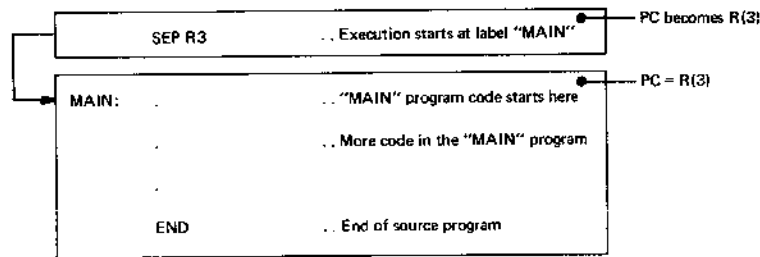 PC becomes R(3)
SEP R3 .. Execution starts at label "MAIN"
PC = R(3)
MAIN: . .. "MAIN" program code starts here
. .. More code in the "MAIN" program
.
END .. End of source program